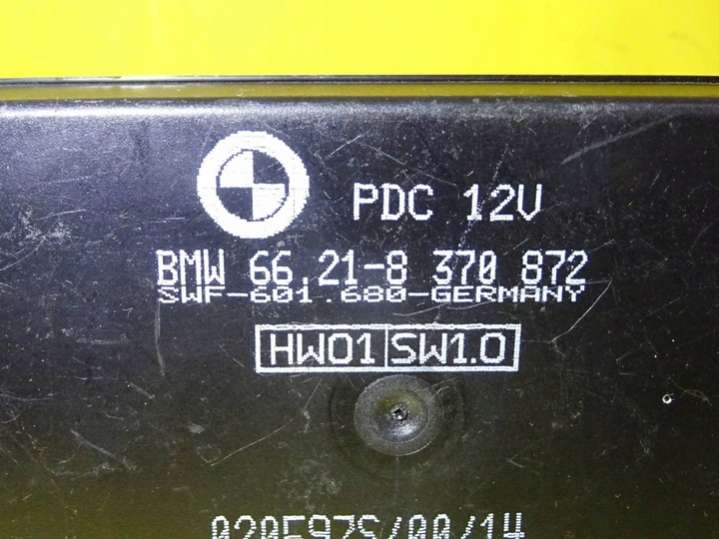 PDC 12V
BMW 66.21-8 370 872
SWF-601.680-GERMANY
HW01 SW1.0